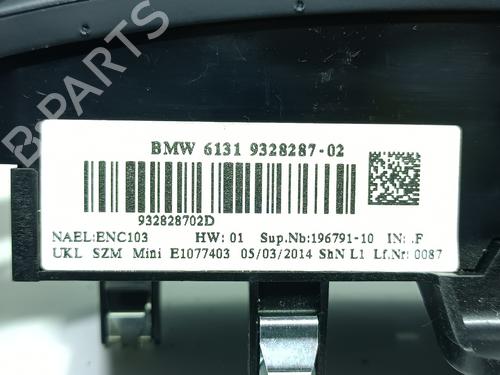 BMW 6131 9328287-02
932828702D
NAEL:ENC103 HW: 01 Sup.Nb:196791-10 IN: .F
UKL SZM Mini E1077403 05/03/2014 ShN L1 Lf.Nr: 0087